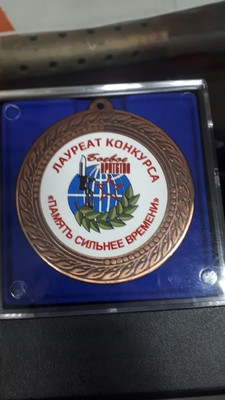 ЛАУРЕАТ КОНКУРСА
Боевое
БРАТСТВО
«ПАМЯТЬ СИЛЬНЕЕ ВРЕМЕНИ»